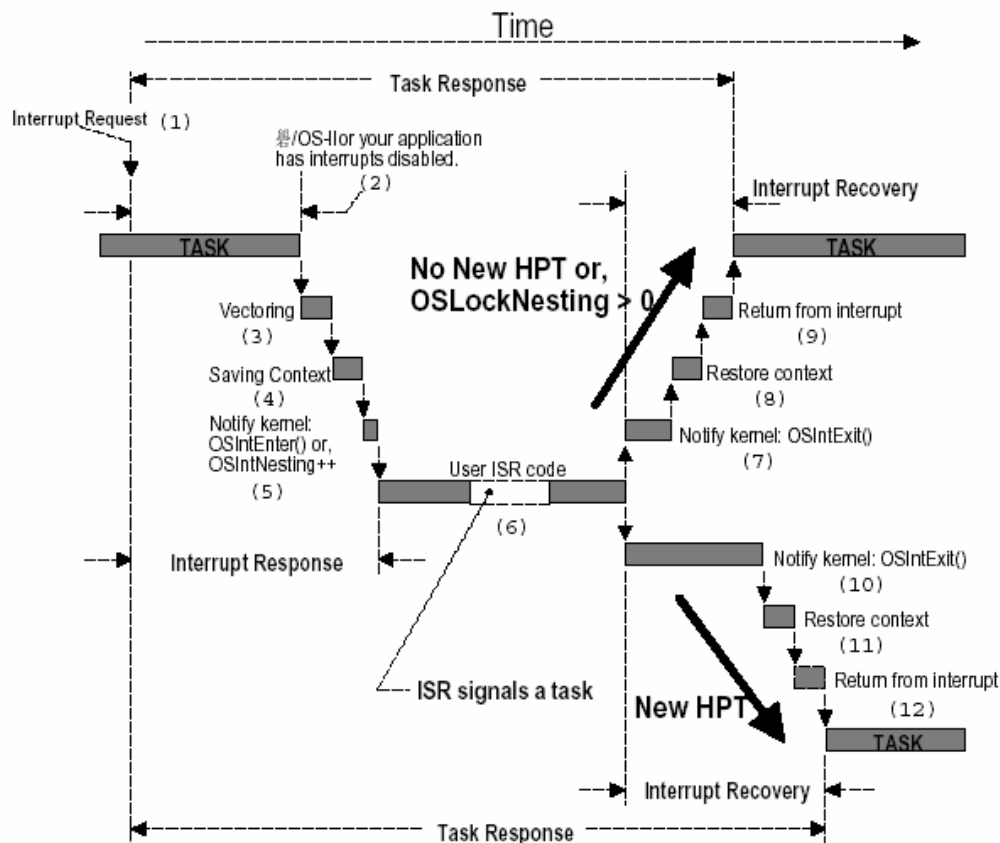 Time
Task Response
Interrupt Request (1)
/OS-II or your application
has interrupts disabled.
(2)
Interrupt Recovery
TASK
TASK
No New HPT or,
OSLockNesting > 0
Vectoring
(3)
Return from interrupt
(9)
Saving Context
(4)
Restore context
(8)
Notify kernel:
OSIntEnter() or,
OSIntNesting++
(5)
Notify kernel: OSIntExit()
(7)
User ISR code
(6)
Interrupt Response
Notify kernel: OSIntExit()
(10)
Restore context
(11)
ISR signals a task
Return from interrupt
(12)
New HPT
TASK
Interrupt Recovery
Task Response